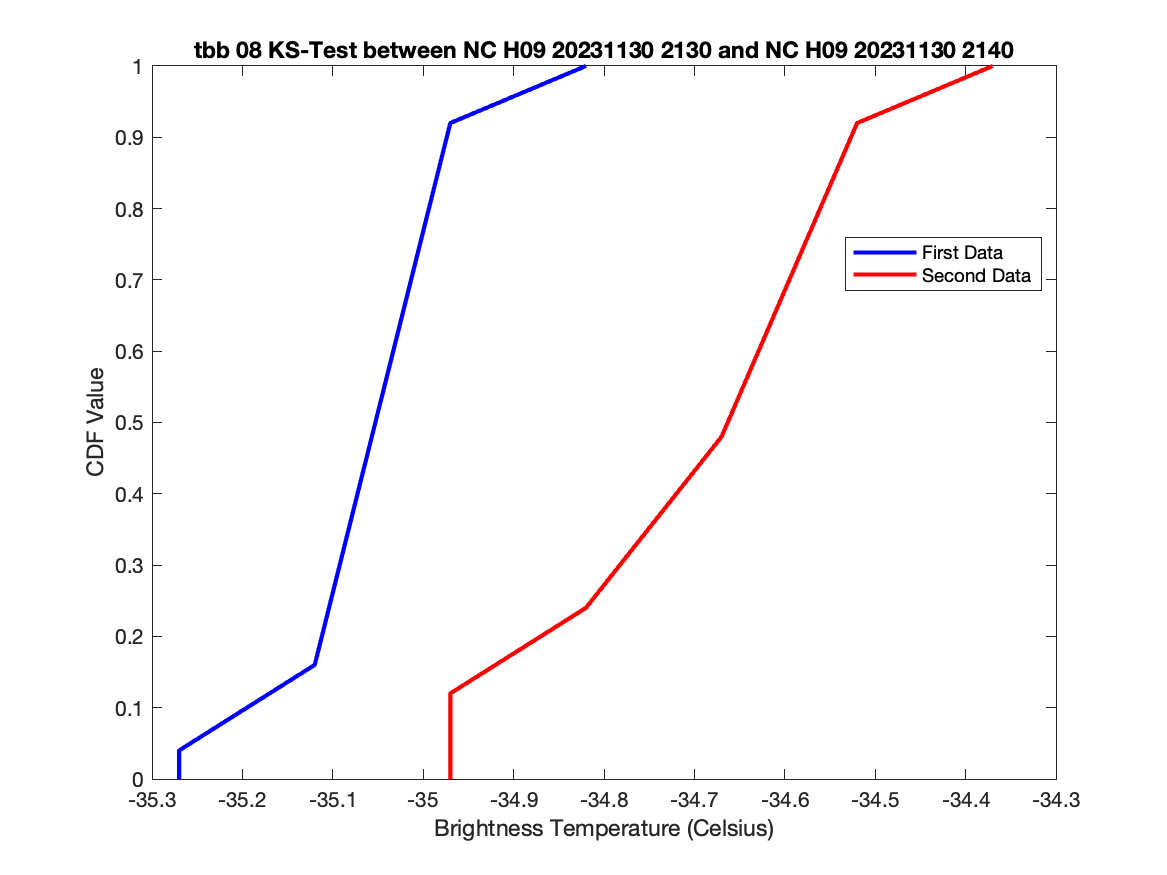 tbb 08 KS-Test between NC H09 20231130 2130 and NC H09 20231130 2140
1
0.9
0.8
0.7
0.6
0.5
0.4
0.3
0.2
0.1
0
CDF Value
First Data
Second Data
-35.3 -35.2 -35.1 -35 -34.9 -34.8 -34.7 -34.6 -34.5 -34.4 -34.3
Brightness Temperature (Celsius)